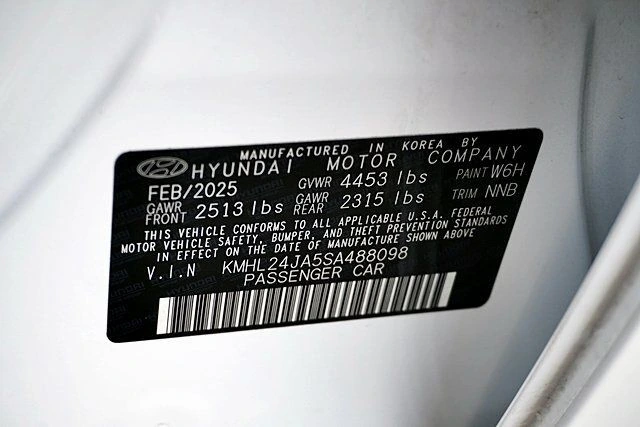 MANUFACTURED IN KOREA BY
HYUNDAI MOTOR COMPANY
FEB/2025 GVWR 4453 lbs PAINT W6H
GAWR FRONT 2513 lbs GAWR REAR 2315 lbs TRIM NNB
THIS VEHICLE CONFORMS TO ALL APPLICABLE U.S.A. FEDERAL
MOTOR VEHICLE SAFETY, BUMPER, AND THEFT PREVENTION STANDARDS
IN EFFECT ON THE DATE OF MANUFACTURE SHOWN ABOVE
V.I.N KMHL24JA5SA488098
PASSENGER CAR